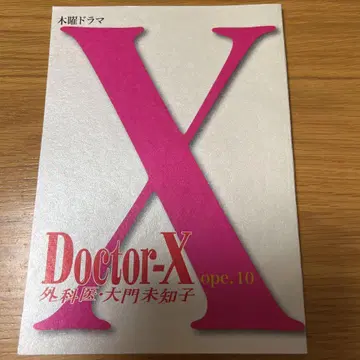 木曜ドラマ
X
Doctor-X ope.10
外科医・大門未知子